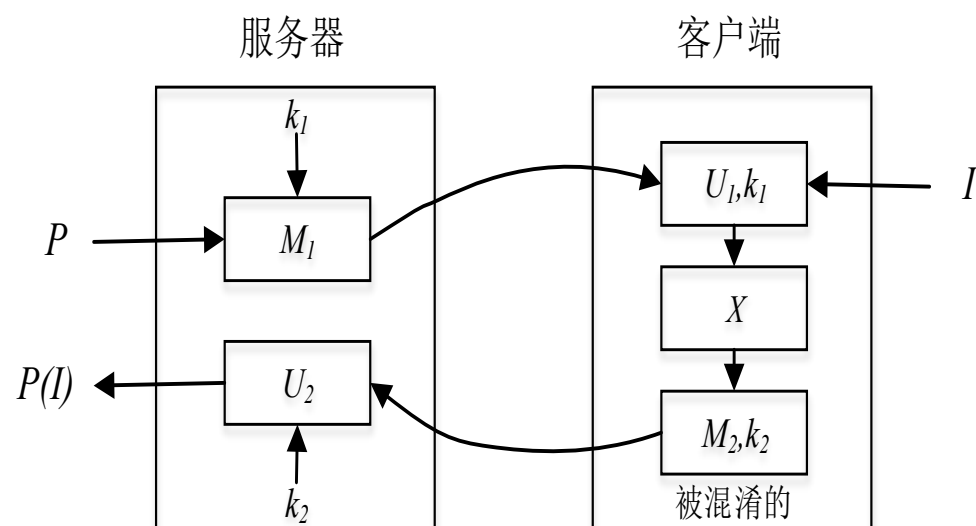 服务器
客户端
k₁
U₁,k₁
I
P
M₁
X
P(I)
U₂
M₂,k₂
k₂
被混淆的